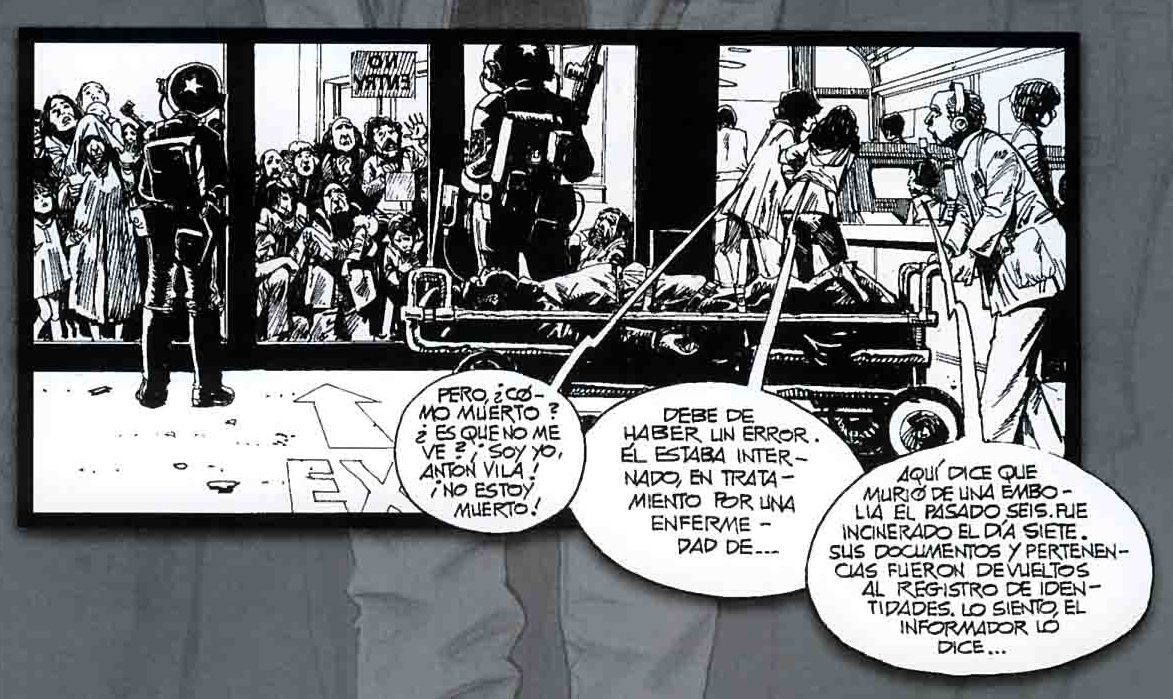 NO
ENTRY
EX
PERO, ¿CÓ-
MO MUERTO?
¿ES QUE NO ME
VE? ¡SOY YO,
ANTON VILA!
¡NO ESTOY
MUERTO!
DEBE DE
HABER UN ERROR.
EL ESTABA INTER-
NADO, EN TRATA-
MIENTO POR UNA
ENFERME-
DAD DE...
AQUÍ DICE QUE
MURIÓ DE UNA EMBO-
LIA EL PASADO SEIS. FUE
INCINERADO EL DÍA SIETE.
SUS DOCUMENTOS Y PERTENEN-
CIAS FUERON DEVUELTOS
AL REGISTRO DE IDEN-
TIDADES. LO SIENTO, EL
INFORMADOR LO
DICE...